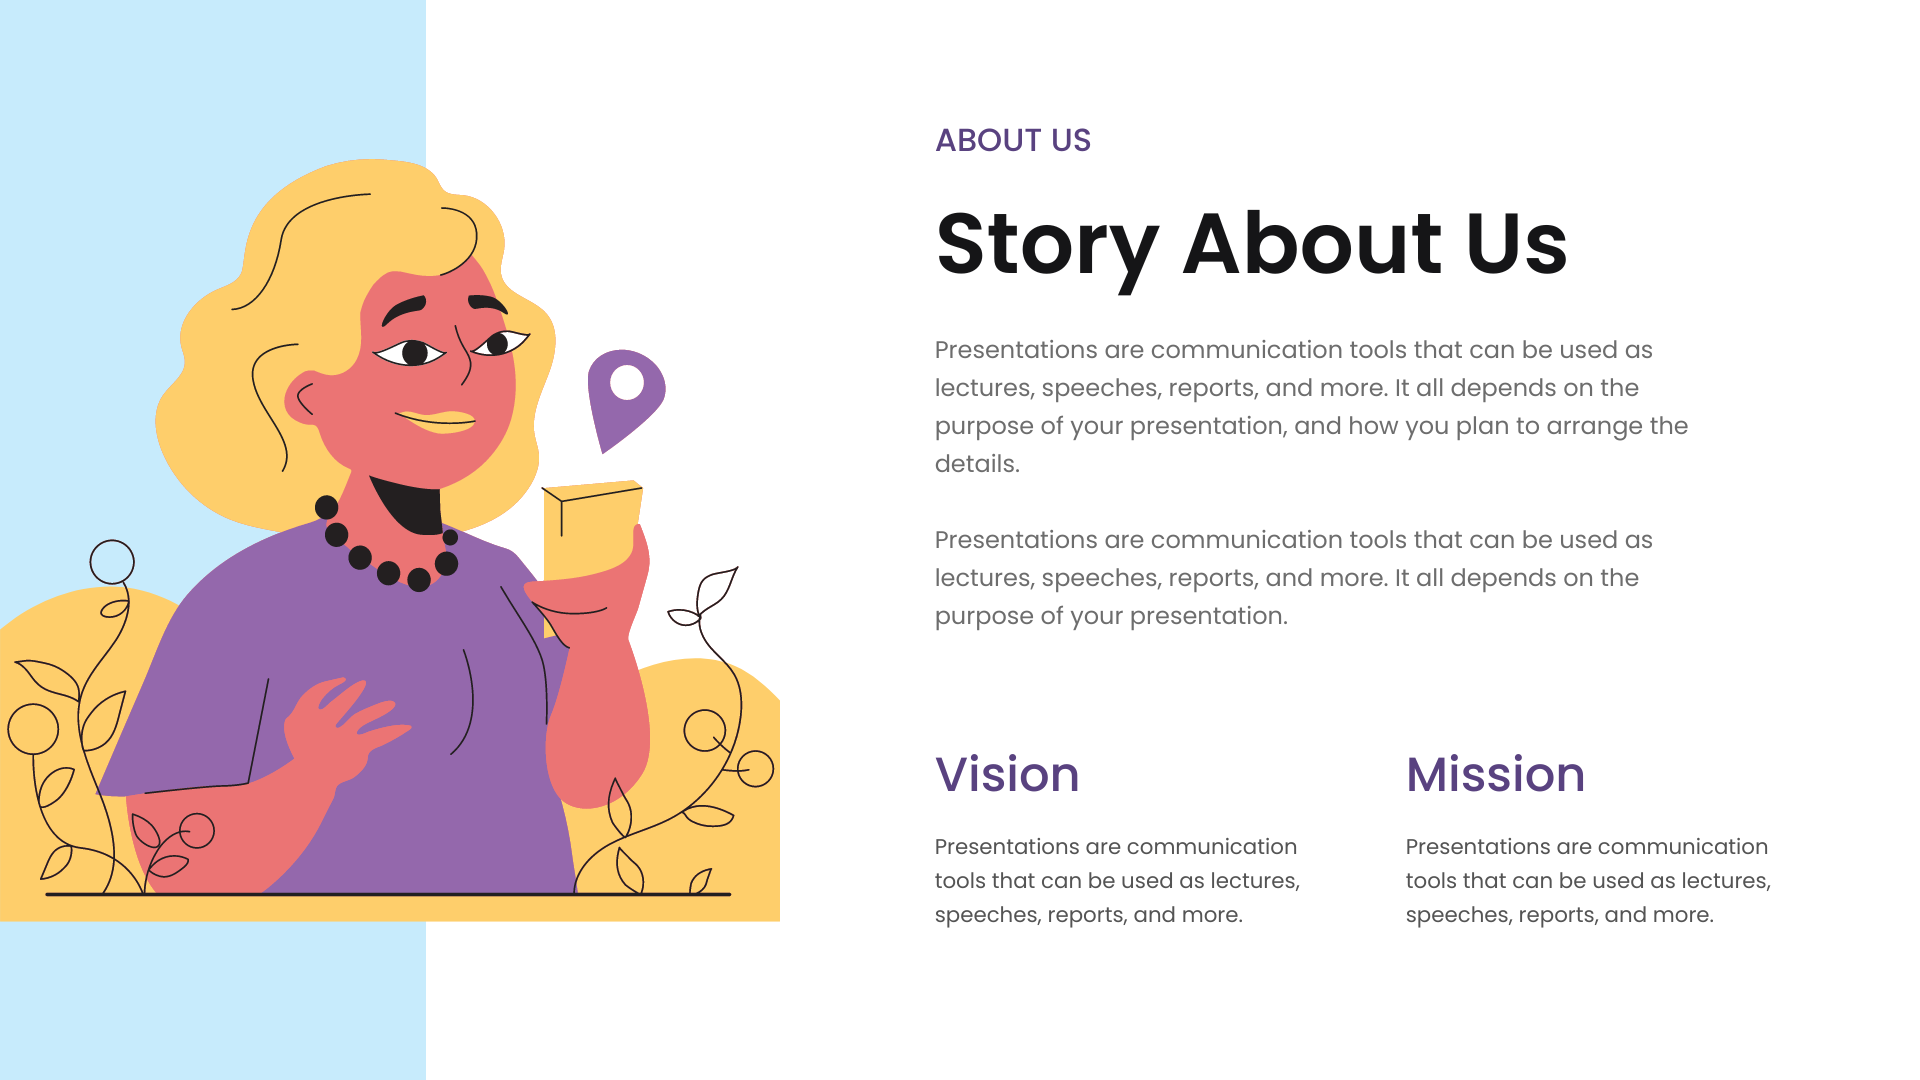 ABOUT US
Story About Us
Presentations are communication tools that can be used as
lectures, speeches, reports, and more. It all depends on the
purpose of your presentation, and how you plan to arrange the
details.
Presentations are communication tools that can be used as
lectures, speeches, reports, and more. It all depends on the
purpose of your presentation.
Vision
Presentations are communication
tools that can be used as lectures,
speeches, reports, and more.
Mission
Presentations are communication
tools that can be used as lectures,
speeches, reports, and more.